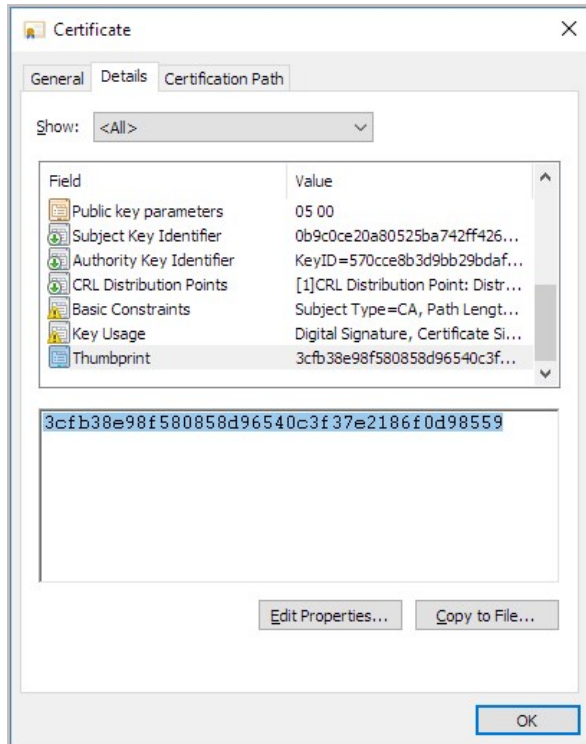 Certificate
General Details Certification Path
Show: <All>
Field Value
Public key parameters 05 00
Subject Key Identifier 0b9c0ce20a80525ba742ff426...
Authority Key Identifier KeyID=570cce8b3d9bb29bdaf...
CRL Distribution Points [1]CRL Distribution Point: Distr...
Basic Constraints Subject Type=CA, Path Lengt...
Key Usage Digital Signature, Certificate Si...
Thumbprint 3cfb38e98f580858d96540c3f...
3cfb38e98f580858d96540c3f37e2186f0d98559
Edit Properties... Copy to File...
OK